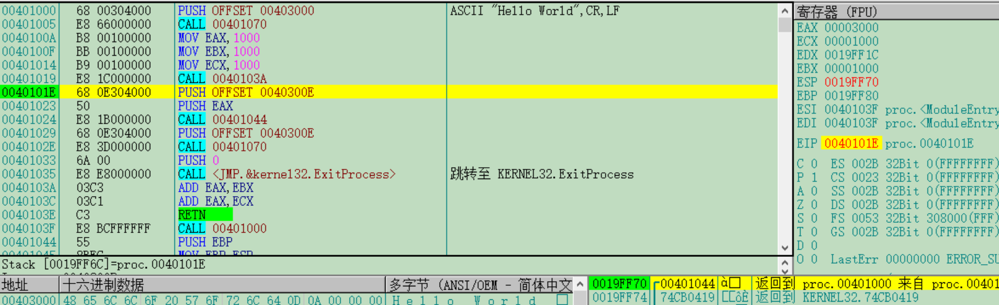 00401000 68 00304000 PUSH OFFSET 00403000 ASCII "Hello World",CR,LF
00401005 E8 66000000 CALL 00401070
0040100A B8 00100000 MOV EAX,1000
0040100F BB 00100000 MOV EBX,1000
00401014 B9 00100000 MOV ECX,1000
00401019 E8 1C000000 CALL 0040103A
0040101E 68 0E304000 PUSH OFFSET 0040300E
00401023 50 PUSH EAX
00401024 E8 1B000000 CALL 00401044
00401029 68 0E304000 PUSH OFFSET 0040300E
0040102E E8 3D000000 CALL 00401070
00401033 6A 00 PUSH 0
00401035 E8 E8000000 CALL <JMP.&kernel32.ExitProcess> 跳转至 KERNEL32.ExitProcess
0040103A 03C3 ADD EAX,EBX
0040103C 03C1 ADD EAX,ECX
0040103E C3 RETN
0040103F E8 BCFFFFFF CALL 00401000
00401044 55 PUSH EBP
00401045 8BEC MOV EBP,ESP
Stack [0019FF6C]=proc.0040101E
寄存器 (FPU)
EAX 00003000
ECX 00001000
EDX 0019FF1C
EBX 00001000
ESP 0019FF70
EBP 0019FF80
ESI 0040103F proc.<ModuleEntry
EDI 0040103F proc.<ModuleEntry
EIP 0040101E proc.0040101E
C 0 ES 002B 32Bit 0(FFFFFFFF)
P 1 CS 0023 32Bit 0(FFFFFFFF)
A 0 SS 002B 32Bit 0(FFFFFFFF)
Z 0 DS 002B 32Bit 0(FFFFFFFF)
S 0 FS 0053 32Bit 308000(FFF)
T 0 GS 002B 32Bit 0(FFFFFFFF)
D 0
O 0 LastErr 00000000 ERROR_SU
地址 十六进制数据 多字节 (ANSI/OEM - 简体中文
00403000 48 65 6C 6C 6F 20 57 6F 72 6C 64 0D 0A 00 00 00 Hello World
0019FF70 00401044 返回到 proc.00401000 来自 proc.00401
0019FF74 74CB0419 返回到 KERNEL32.74CB0419